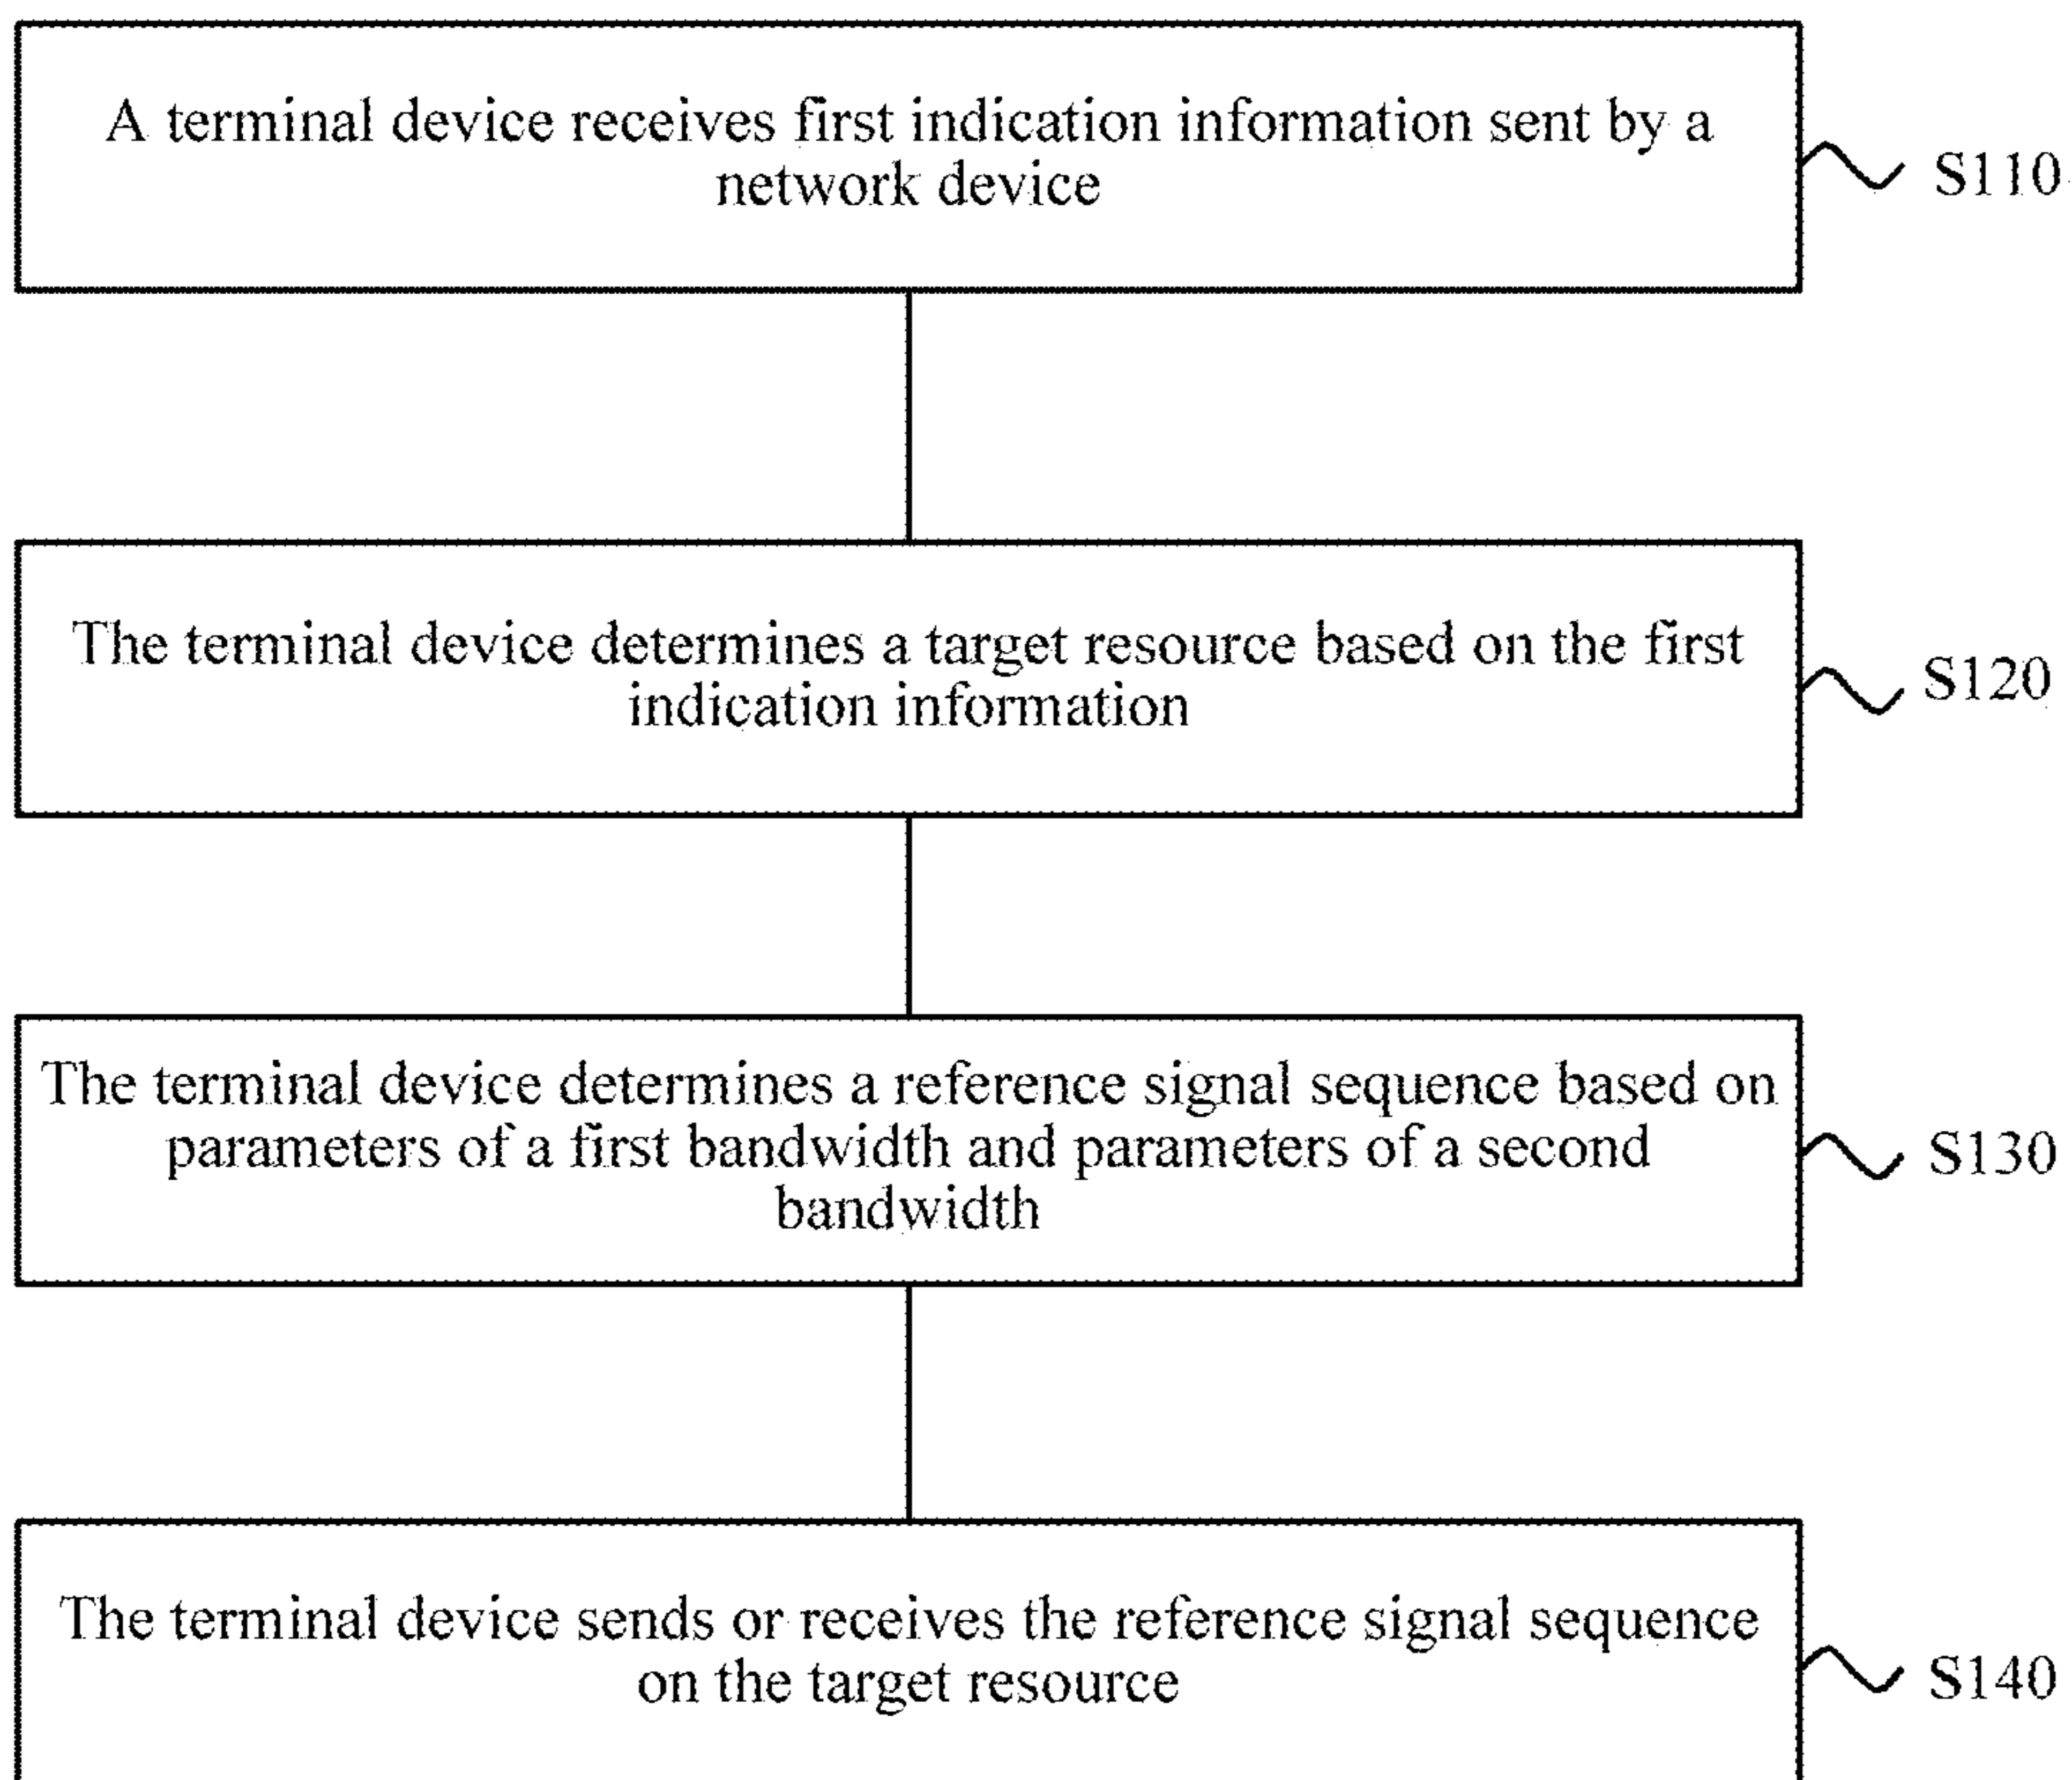 A terminal device receives first indication information sent by a
network device
S110
The terminal device determines a target resource based on the first
indication information
S120
The terminal device determines a reference signal sequence based on
parameters of a first bandwidth and parameters of a second
bandwidth
S130
The terminal device sends or receives the reference signal sequence
on the target resource
S140